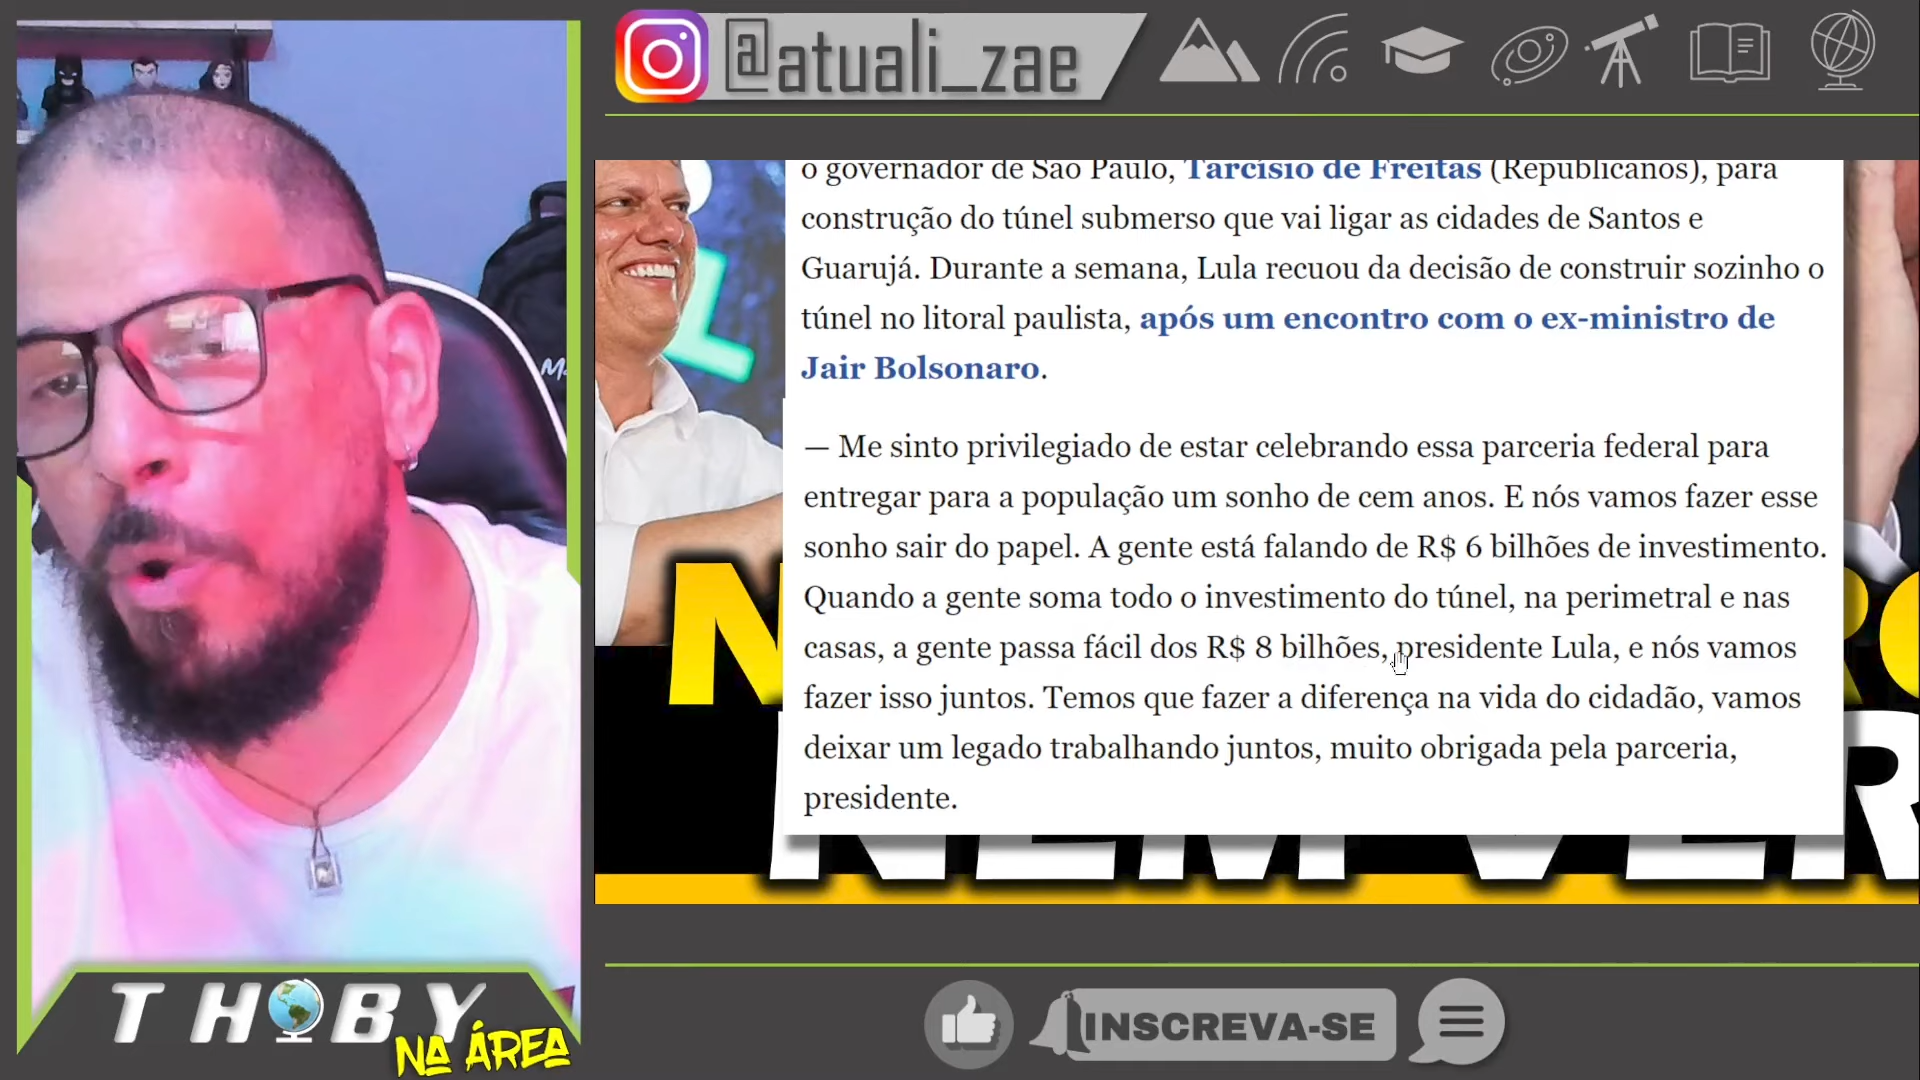 @atuali_zae
o governador de São Paulo, Tarcísio de Freitas (Republicanos), para
construção do túnel submerso que vai ligar as cidades de Santos e
Guarujá. Durante a semana, Lula recuou da decisão de construir sozinho o
túnel no litoral paulista, após um encontro com o ex-ministro de
Jair Bolsonaro.
— Me sinto privilegiado de estar celebrando essa parceria federal para
entregar para a população um sonho de cem anos. E nós vamos fazer esse
sonho sair do papel. A gente está falando de R$ 6 bilhões de investimento.
Quando a gente soma todo o investimento do túnel, na perimetral e nas
casas, a gente passa fácil dos R$ 8 bilhões, presidente Lula, e nós vamos
fazer isso juntos. Temos que fazer a diferença na vida do cidadão, vamos
deixar um legado trabalhando juntos, muito obrigada pela parceria,
presidente.
NEM VER
THOBY
NA ÁREA
INSCREVA-SE